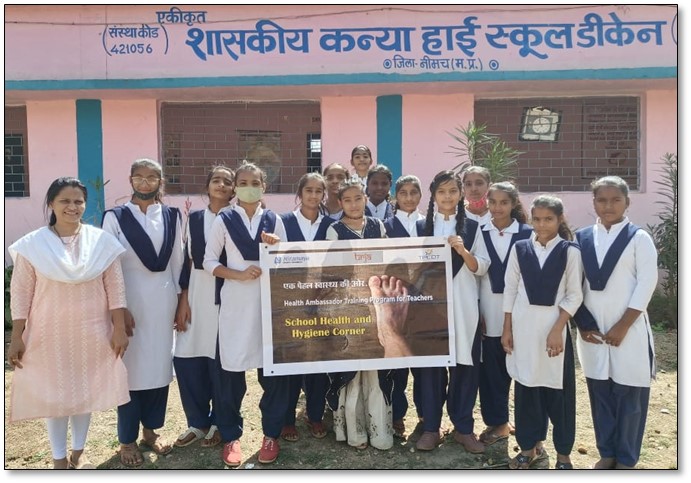 एकीकृत
(संस्था कोड 421056)
शासकीय कन्या हाई स्कूल डीकेन
जिला-नीमच (म.प्र.)
एक पहल स्वास्थ्य की ओर..
Health Ambassador Training Program for Teachers
School Health and
Hygiene Corner